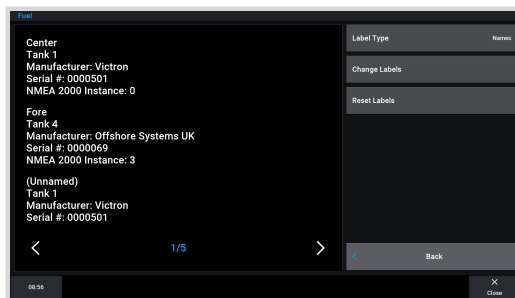 Fuel
Center
Tank 1
Manufacturer: Victron
Serial #: 0000501
NMEA 2000 Instance: 0
Fore
Tank 4
Manufacturer: Offshore Systems UK
Serial #: 0000069
NMEA 2000 Instance: 3
(Unnamed)
Tank 1
Manufacturer: Victron
Serial #: 0000501
1/5
Label Type Names
Change Labels
Reset Labels
Back
08:56
Close